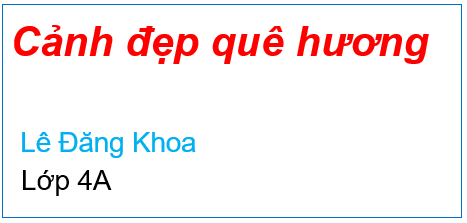 Cảnh đẹp quê hương
Lê Đăng Khoa
Lớp 4A